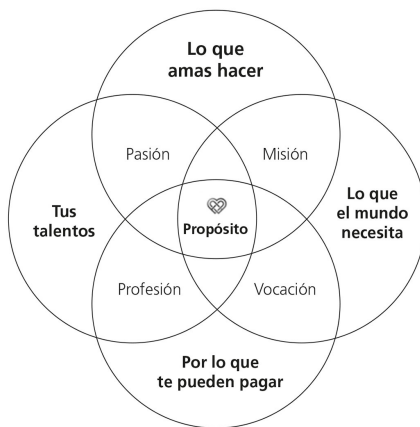 Lo que
amas hacer
Pasión
Misión
Tus
talentos
Lo que
el mundo
necesita
Propósito
Profesión
Vocación
Por lo que
te pueden pagar